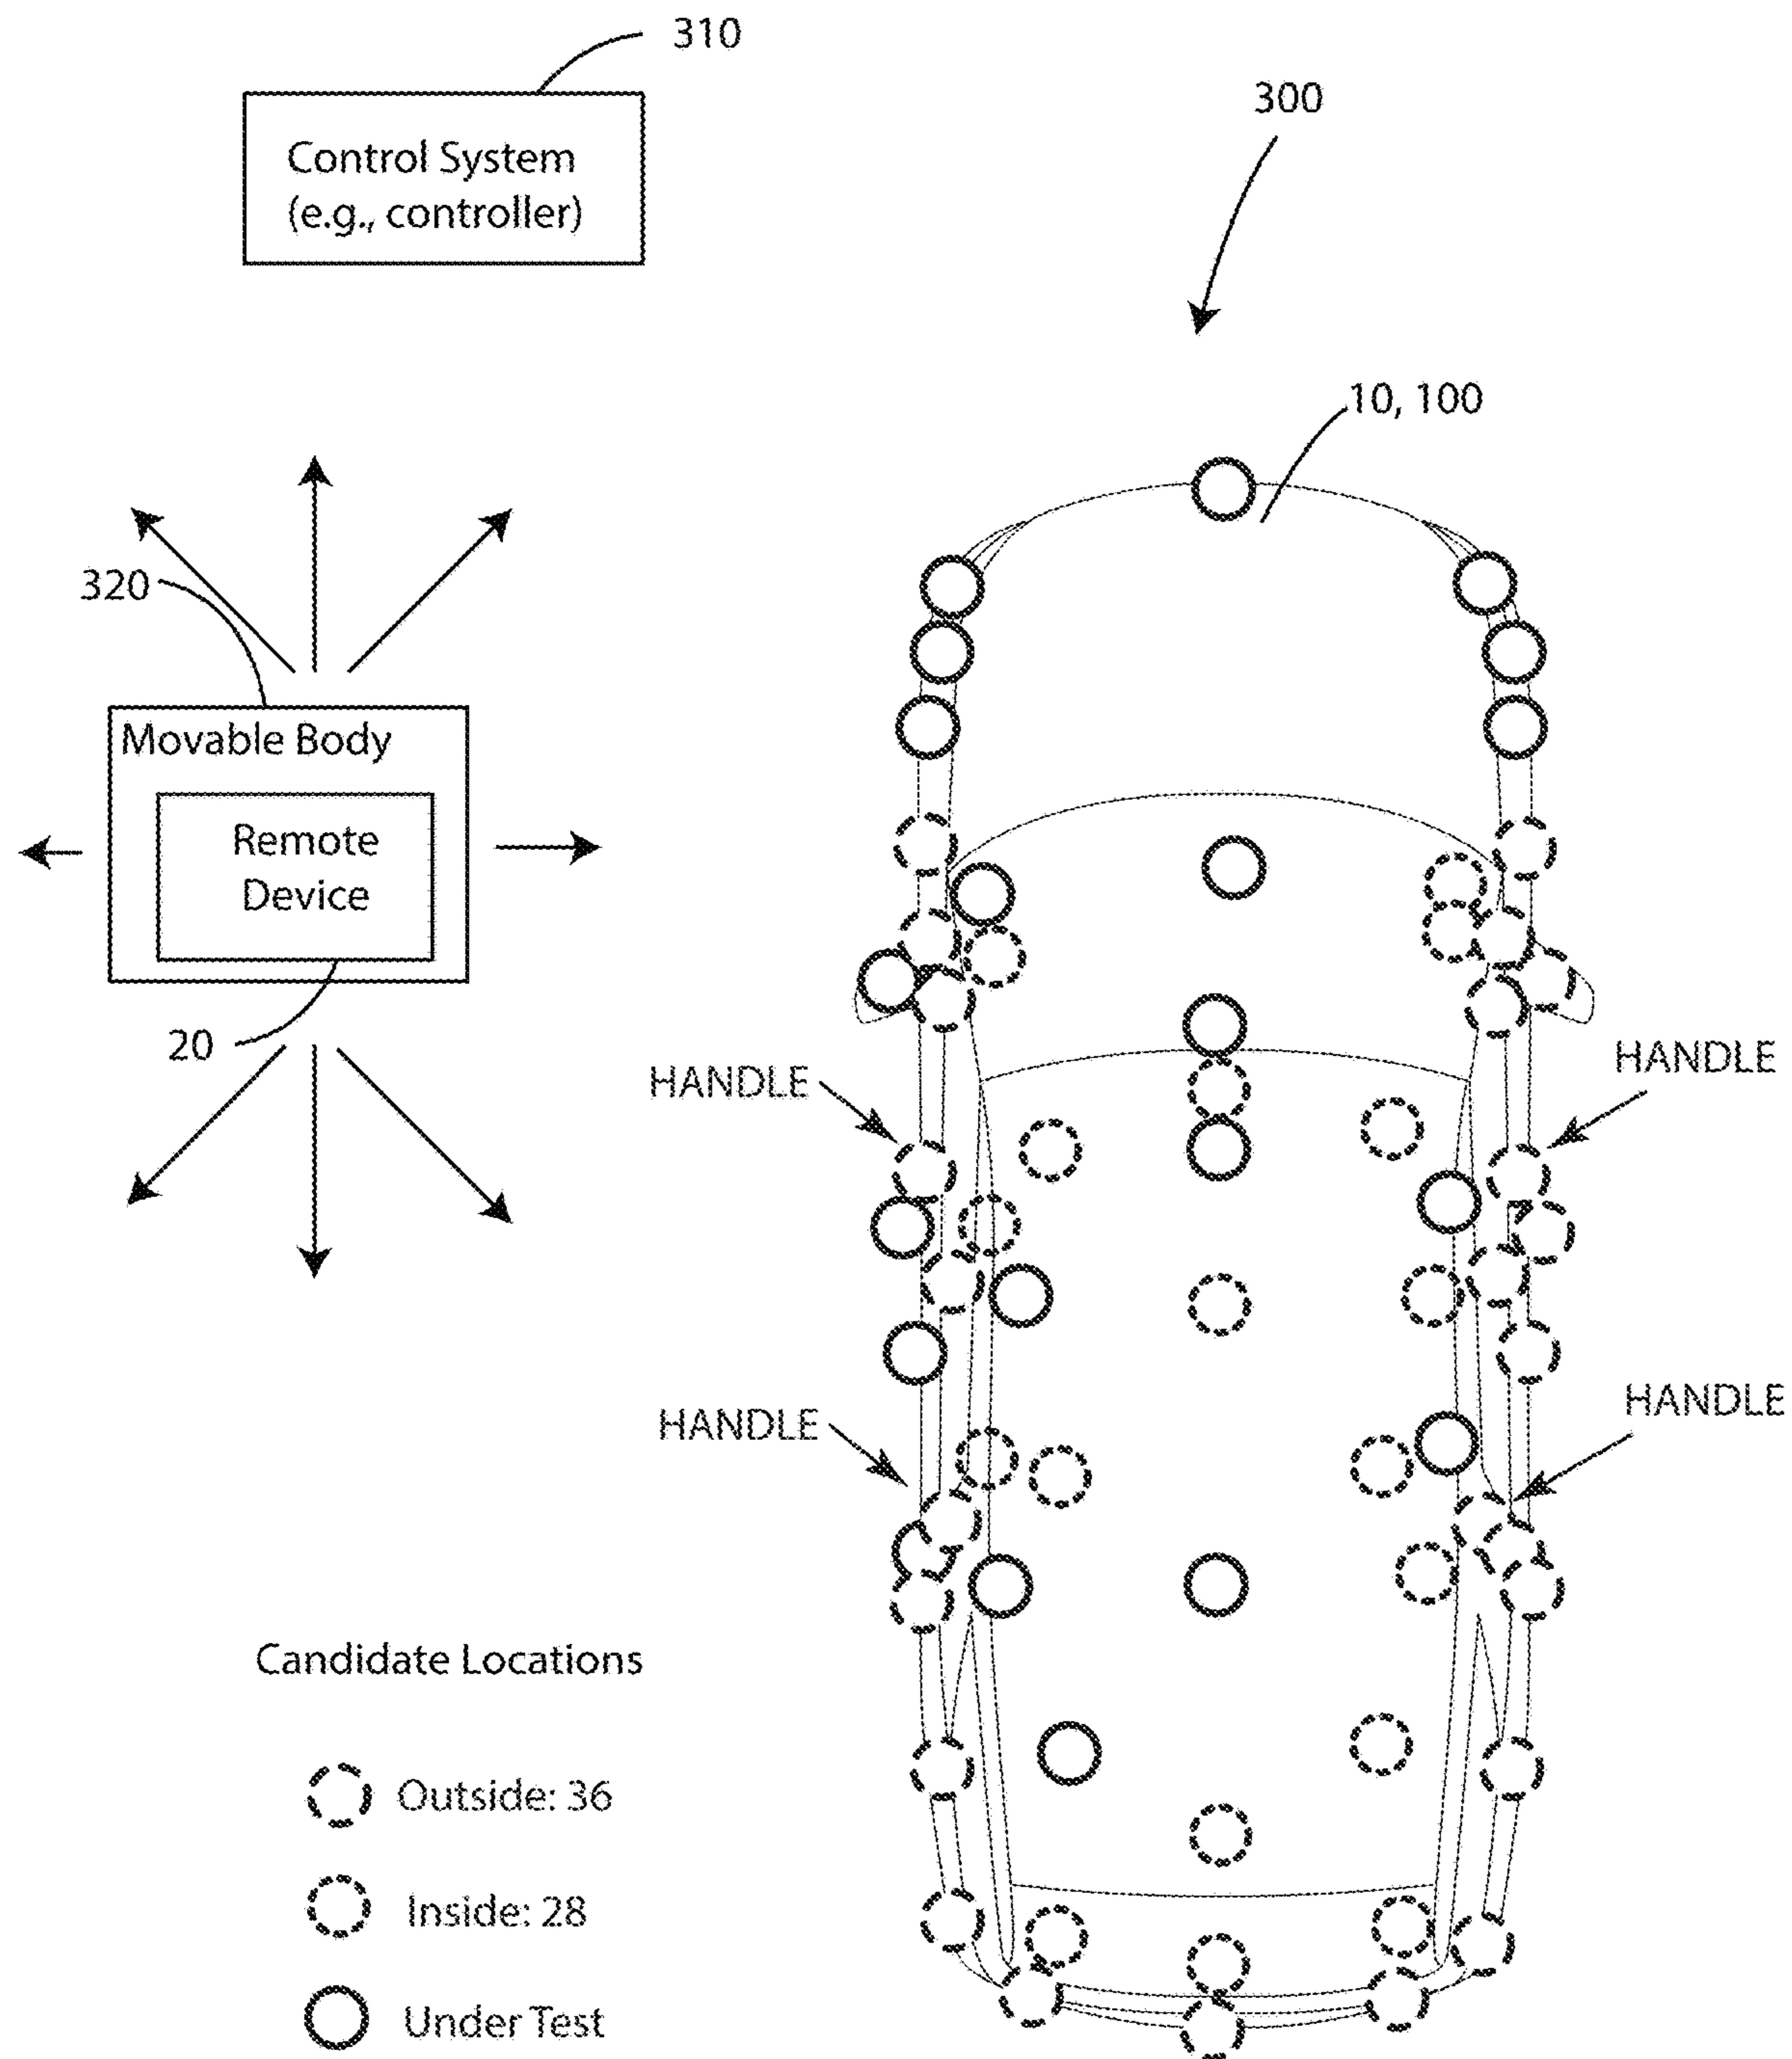 310
Control System
(e.g., controller)
300
10, 100
320
Movable Body
Remote
Device
20
HANDLE
HANDLE
HANDLE
HANDLE
Candidate Locations
Outside: 36
Inside: 28
Under Test